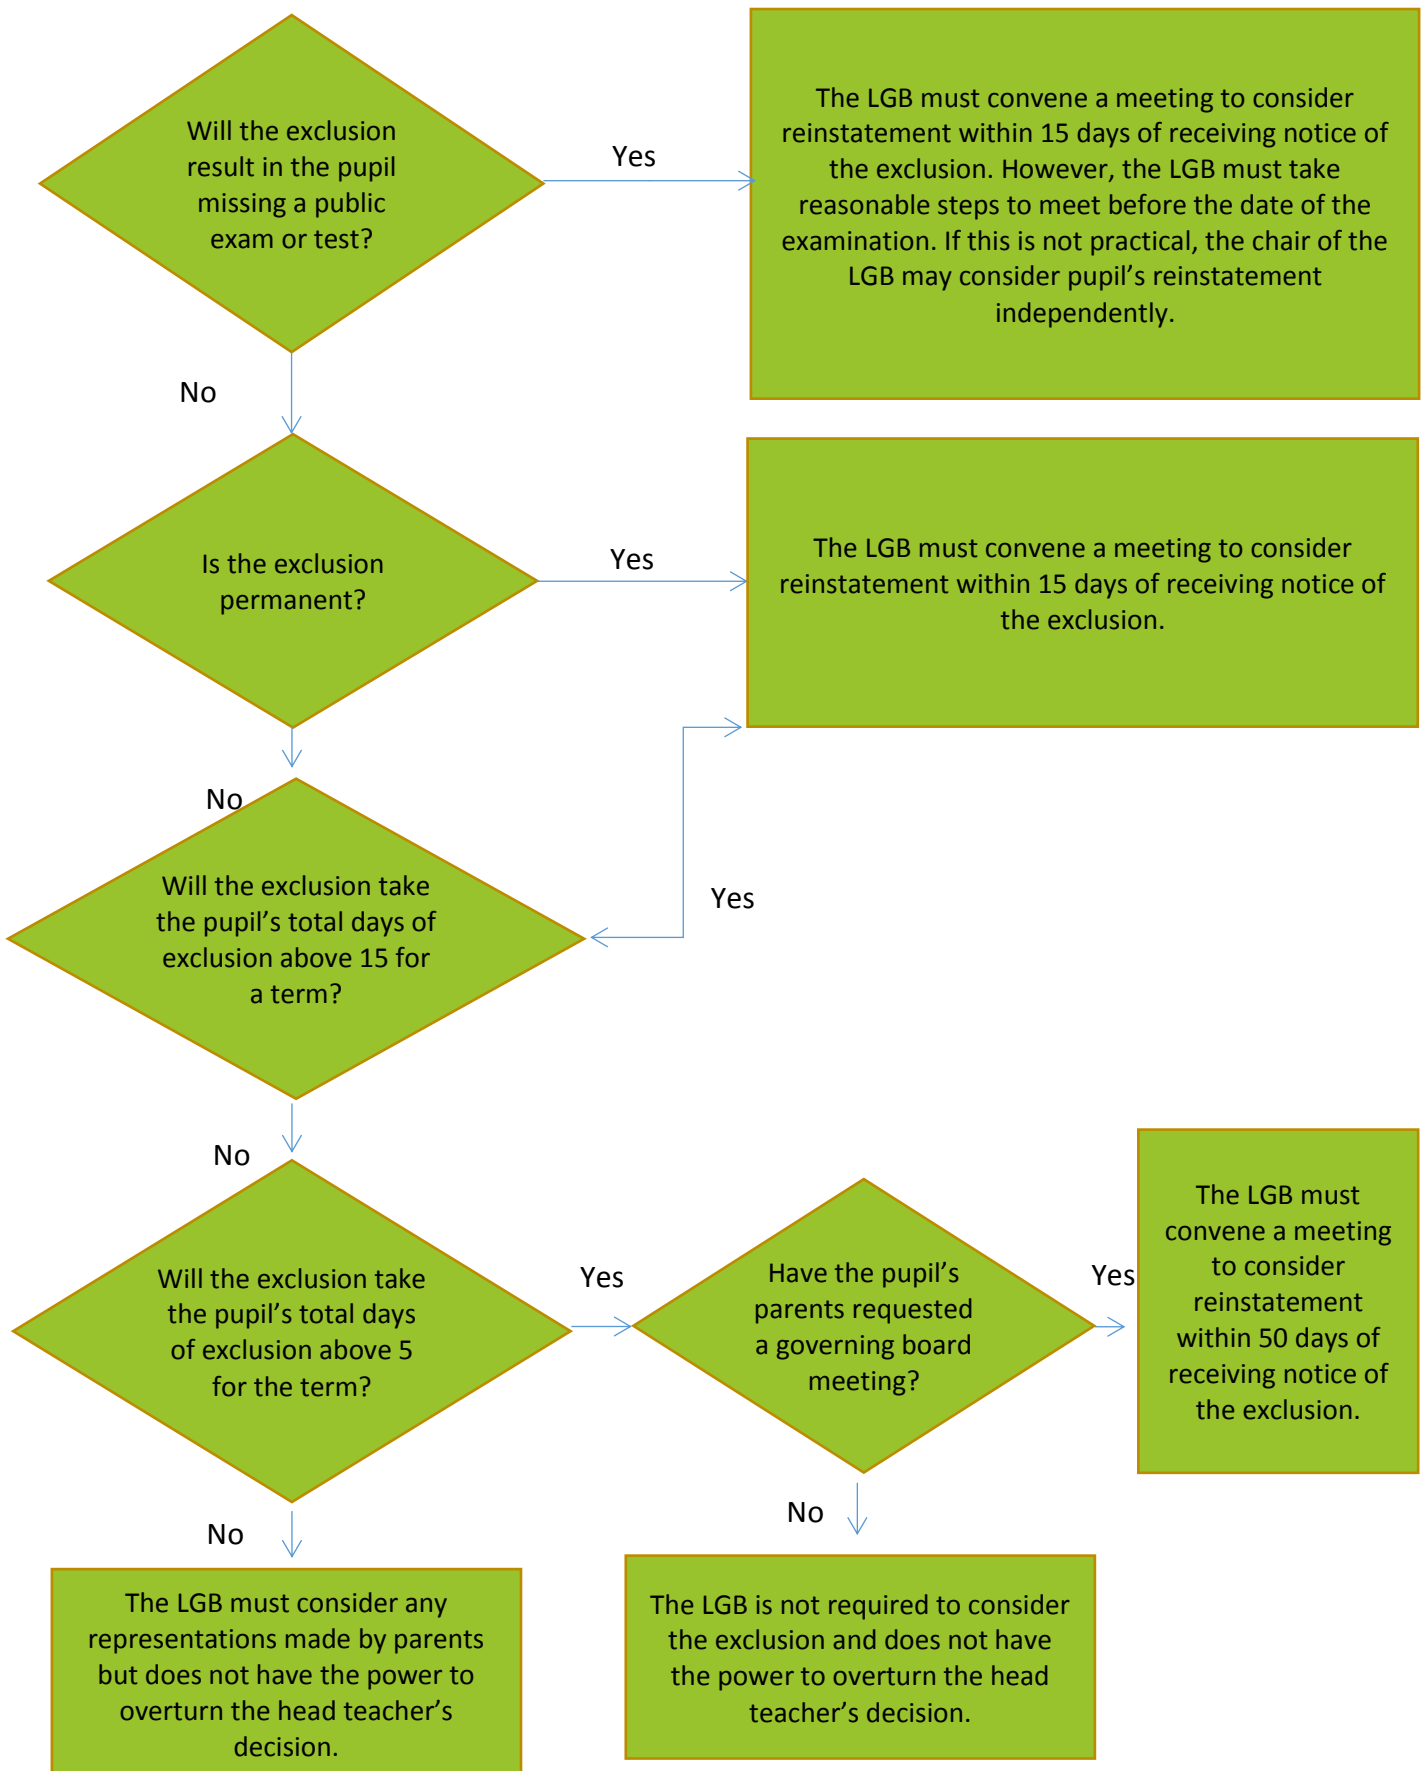 Will the exclusion
result in the pupil
missing a public
exam or test?
Yes
The LGB must convene a meeting to consider
reinstatement within 15 days of receiving notice of
the exclusion. However, the LGB must take
reasonable steps to meet before the date of the
examination. If this is not practical, the chair of the
LGB may consider pupil’s reinstatement
independently.
No
Is the exclusion
permanent?
Yes
The LGB must convene a meeting to consider
reinstatement within 15 days of receiving notice of
the exclusion.
No
Will the exclusion take
the pupil’s total days of
exclusion above 15 for
a term?
Yes
No
Will the exclusion take
the pupil’s total days
of exclusion above 5
for the term?
Yes
Have the pupil’s
parents requested
a governing board
meeting?
Yes
The LGB must
convene a meeting
to consider
reinstatement
within 50 days of
receiving notice of
the exclusion.
No
The LGB must consider any
representations made by parents
but does not have the power to
overturn the head teacher’s
decision.
No
The LGB is not required to consider
the exclusion and does not have
the power to overturn the head
teacher’s decision.